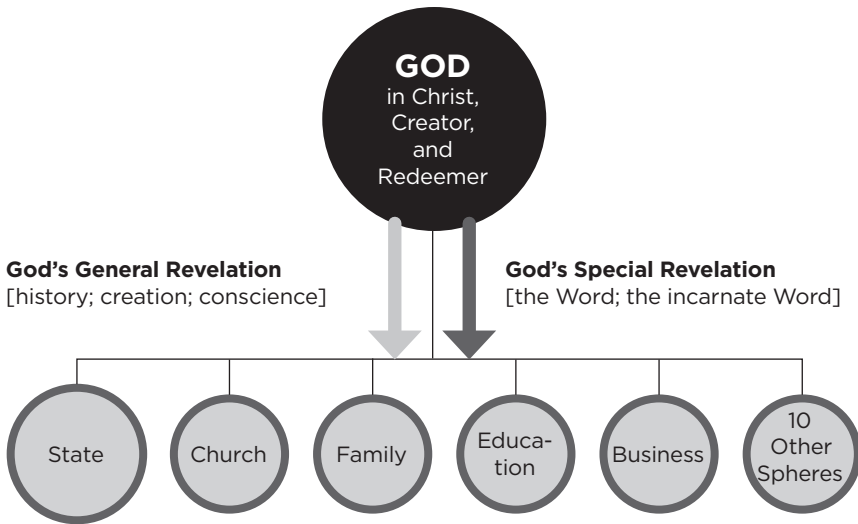 GOD
in Christ,
Creator,
and
Redeemer
God's General Revelation
[history; creation; conscience]
God's Special Revelation
[the Word; the incarnate Word]
State
Church
Family
Educa-
tion
Business
10
Other
Spheres